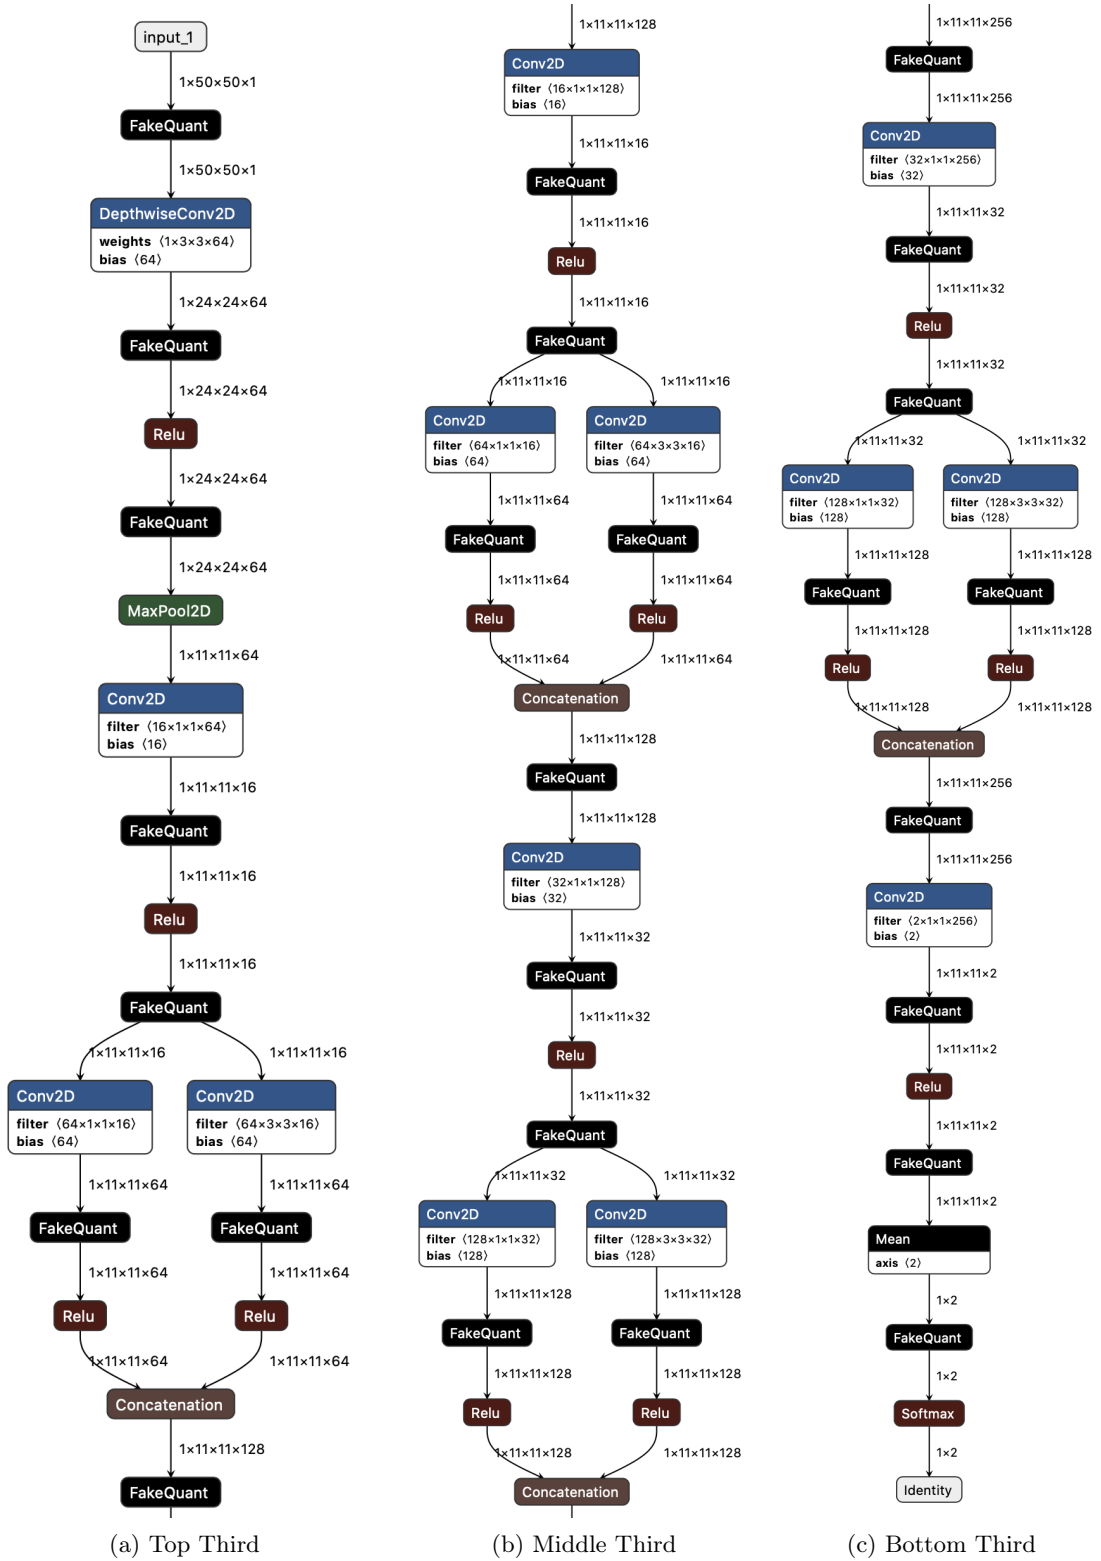 input_1
1×50×50×1
FakeQuant
1×50×50×1
DepthwiseConv2D
weights ⟨1×3×3×64⟩
bias ⟨64⟩
1×24×24×64
FakeQuant
1×24×24×64
Relu
1×24×24×64
FakeQuant
1×24×24×64
MaxPool2D
1×11×11×64
Conv2D
filter ⟨16×1×1×64⟩
bias ⟨16⟩
1×11×11×16
FakeQuant
1×11×11×16
Relu
1×11×11×16
FakeQuant
1×11×11×16 1×11×11×16
Conv2D Conv2D
filter ⟨64×1×1×16⟩ filter ⟨64×3×3×16⟩
bias ⟨64⟩ bias ⟨64⟩
1×11×11×64 1×11×11×64
FakeQuant FakeQuant
1×11×11×64 1×11×11×64
Relu Relu
1×11×11×64 1×11×11×64
Concatenation
1×11×11×128
FakeQuant
(a) Top Third
1×11×11×128
Conv2D
filter ⟨16×1×1×128⟩
bias ⟨16⟩
1×11×11×16
FakeQuant
1×11×11×16
Relu
1×11×11×16
FakeQuant
1×11×11×16 1×11×11×16
Conv2D Conv2D
filter ⟨64×1×1×16⟩ filter ⟨64×3×3×16⟩
bias ⟨64⟩ bias ⟨64⟩
1×11×11×64 1×11×11×64
FakeQuant FakeQuant
1×11×11×64 1×11×11×64
Relu Relu
1×11×11×64 1×11×11×64
Concatenation
1×11×11×128
FakeQuant
1×11×11×128
Conv2D
filter ⟨32×1×1×128⟩
bias ⟨32⟩
1×11×11×32
FakeQuant
1×11×11×32
Relu
1×11×11×32
FakeQuant
1×11×11×32 1×11×11×32
Conv2D Conv2D
filter ⟨128×1×1×32⟩ filter ⟨128×3×3×32⟩
bias ⟨128⟩ bias ⟨128⟩
1×11×11×128 1×11×11×128
FakeQuant FakeQuant
1×11×11×128 1×11×11×128
Relu Relu
1×11×11×128 1×11×11×128
Concatenation
(b) Middle Third
1×11×11×256
FakeQuant
1×11×11×256
Conv2D
filter ⟨32×1×1×256⟩
bias ⟨32⟩
1×11×11×32
FakeQuant
1×11×11×32
Relu
1×11×11×32
FakeQuant
1×11×11×32 1×11×11×32
Conv2D Conv2D
filter ⟨128×1×1×32⟩ filter ⟨128×3×3×32⟩
bias ⟨128⟩ bias ⟨128⟩
1×11×11×128 1×11×11×128
FakeQuant FakeQuant
1×11×11×128 1×11×11×128
Relu Relu
1×11×11×128 1×11×11×128
Concatenation
1×11×11×256
FakeQuant
1×11×11×256
Conv2D
filter ⟨2×1×1×256⟩
bias ⟨2⟩
1×11×11×2
FakeQuant
1×11×11×2
Relu
1×11×11×2
FakeQuant
1×11×11×2
Mean
axis ⟨2⟩
1×2
FakeQuant
1×2
Softmax
1×2
Identity
(c) Bottom Third